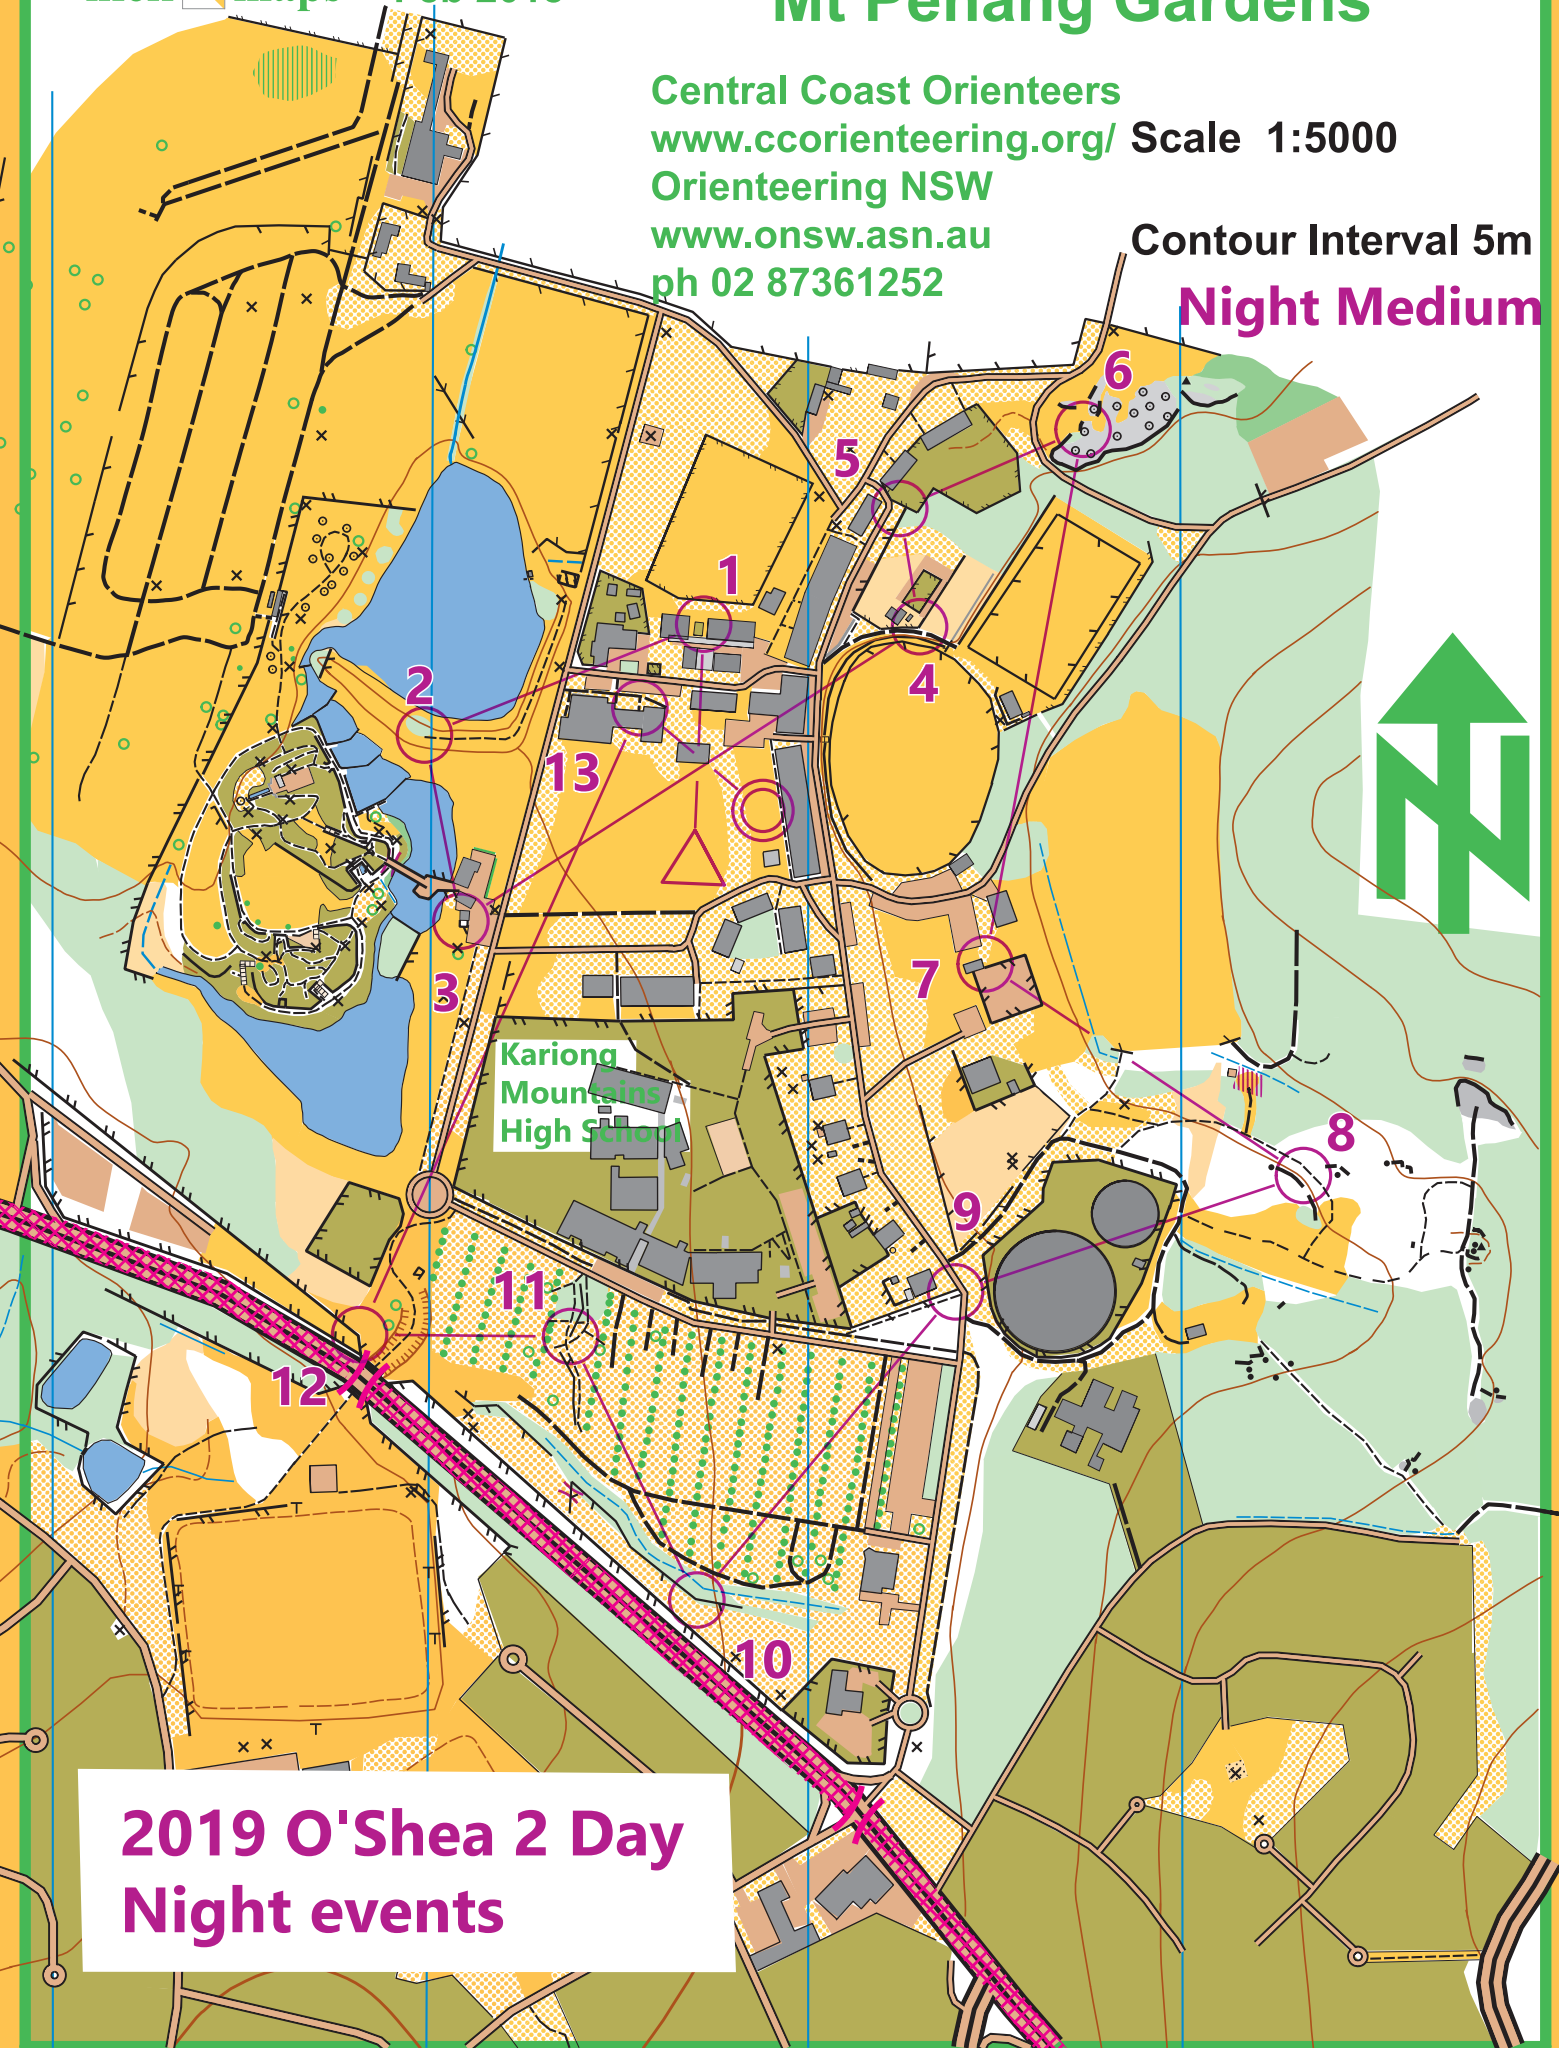 Mt Penang Gardens
Central Coast Orienteers
www.ccorienteering.org/
Scale 1:5000
Orienteering NSW
www.onsw.asn.au
Contour Interval 5m
ph 02 87361252
Night Medium
6
5
1
2
4
13
3
7
Kariong
Mountains
High School
8
9
11
12
10
2019 O'Shea 2 Day
Night events